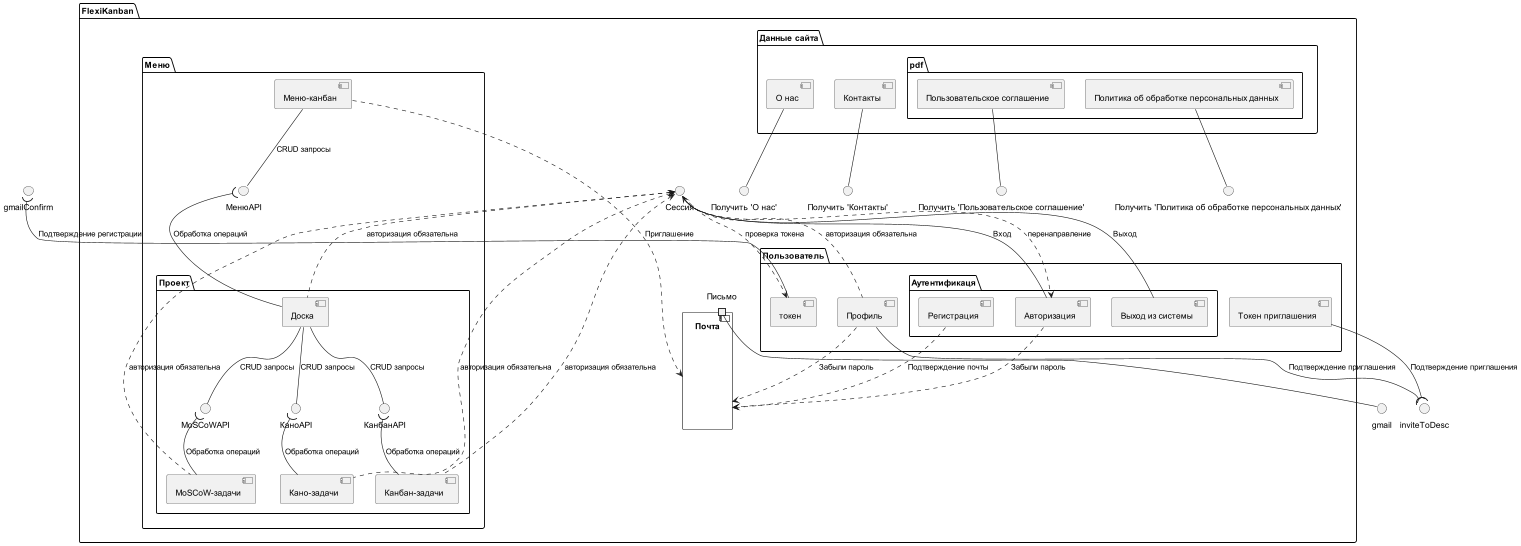 FlexiKanban
Данные сайта
Меню
pdf
Меню-канбан
О нас
Контакты
Пользовательское соглашение
Политика об обработке персональных данных
CRUD запросы
gmailConfirm
МенюAPI
Сессия
Получить 'О нас'
Получить 'Контакты'
Получить 'Пользовательское соглашение'
Получить 'Политика об обработке персональных данных'
Подтверждение регистрации
Обработка операций
авторизация обязательна
Приглашение
проверка токена
авторизация обязательна
Вход
перенаправление
Выход
Пользователь
Проект
Аутентификаця
Письмо
Доска
токен
Профиль
Регистрация
Авторизация
Выход из системы
Токен приглашения
Почта
авторизация обязательна
CRUD запросы
CRUD запросы
CRUD запросы
авторизация обязательна
авторизация обязательна
Забыли пароль
Подтверждение почты
Забыли пароль
Подтверждение приглашения
Подтверждение приглашения
MoSCoWAPI
КаноAPI
КанбанAPI
gmail
inviteToDesc
Обработка операций
Обработка операций
Обработка операций
MoSCoW-задачи
Кано-задачи
Канбан-задачи